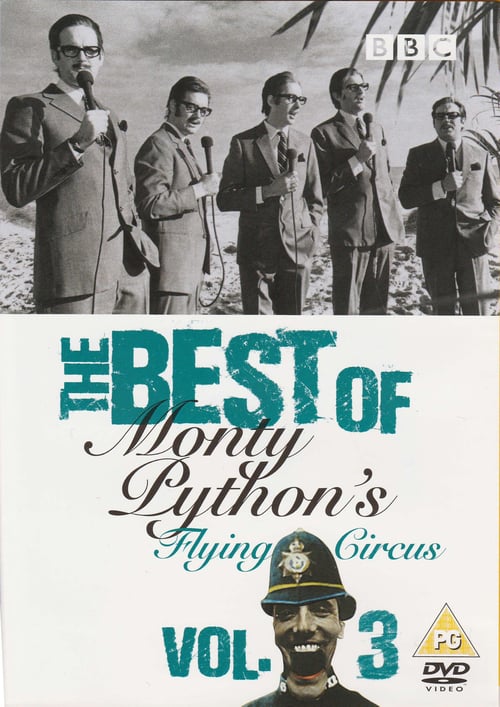 BBC
THE BEST OF
Monty
Python's
Flying Circus
VOL. 3
PG
DVD
VIDEO